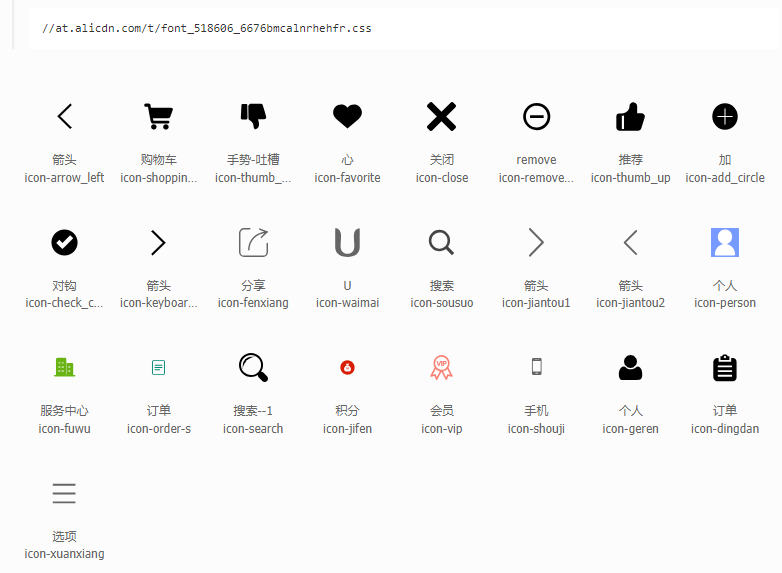 //at.alicdn.com/t/font_518606_6676bmcalnrhehfr.css
箭头 购物车 手势-吐槽 心 关闭 remove 推荐 加
icon-arrow_left icon-shoppin... icon-thumb_... icon-favorite icon-close icon-remove... icon-thumb_up icon-add_circle
对钩 箭头 分享 U 搜索 箭头 箭头 个人
icon-check_c... icon-keyboar... icon-fenxiang icon-waimai icon-sousuo icon-jiantou1 icon-jiantou2 icon-person
VIP
服务中心 订单 搜索--1 积分 会员 手机 个人 订单
icon-fuwu icon-order-s icon-search icon-jifen icon-vip icon-shouji icon-geren icon-dingdan
选项
icon-xuanxiang